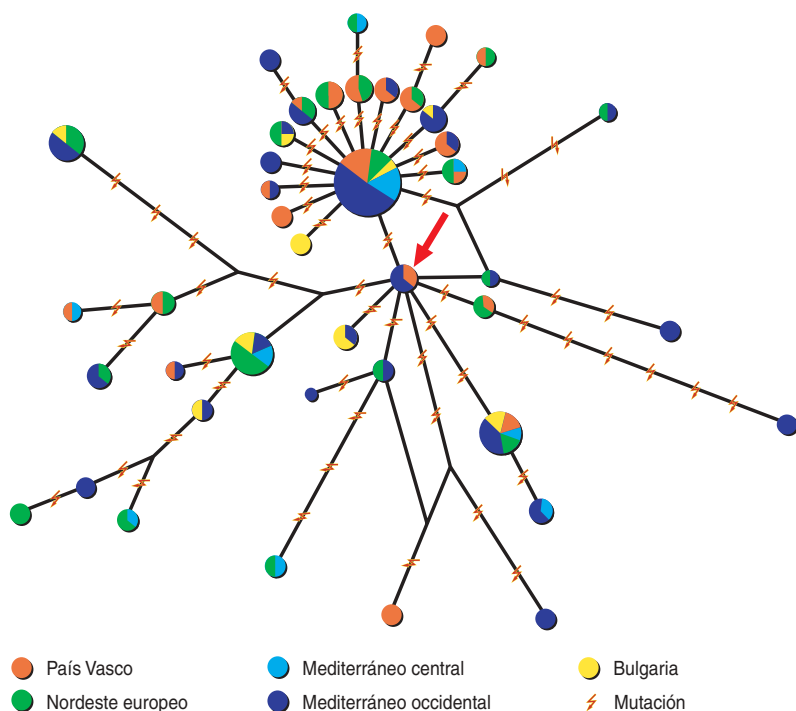 País Vasco
Mediterráneo central
Bulgaria
Nordeste europeo
Mediterráneo occidental
Mutación